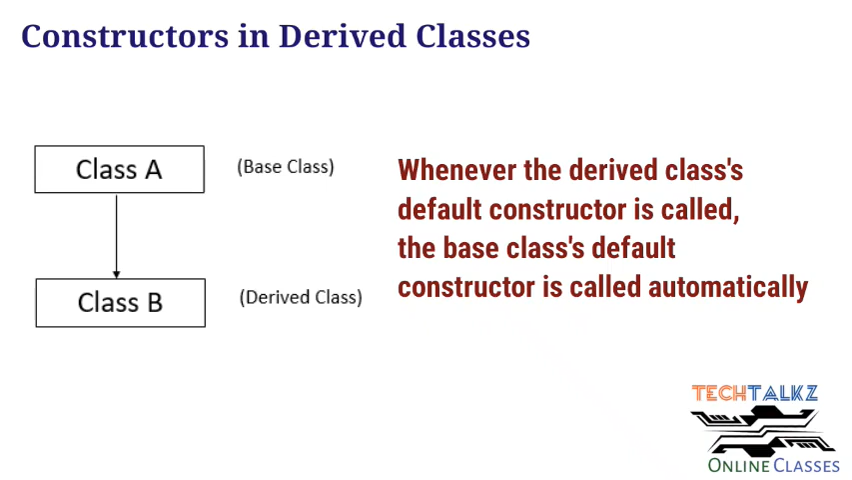 Constructors in Derived Classes
Class A
(Base Class)
Whenever the derived class's
default constructor is called,
the base class's default
constructor is called automatically
Class B
(Derived Class)
TECHTALKZ
ONLINE CLASSES